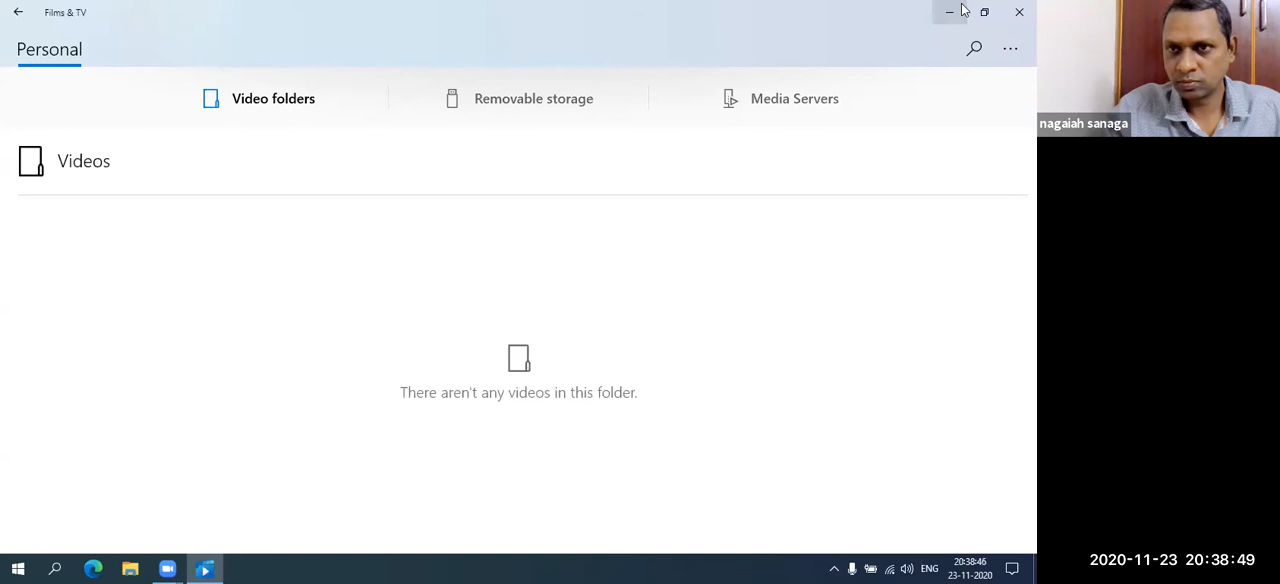 Films & TV
Personal
Video folders
Removable storage
Media Servers
Videos
There aren't any videos in this folder.
nagaiah sanaga
ENG
20:38:46
23-11-2020
2020-11-23 20:38:49